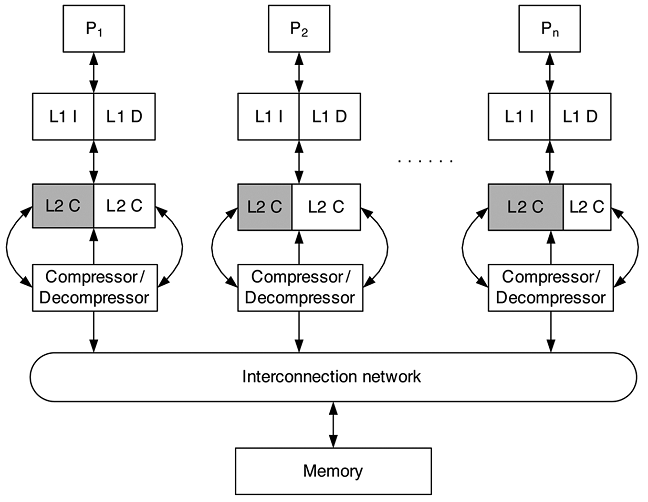 P1 P2 Pn
L1 I L1 D L1 I L1 D L1 I L1 D
. . . . . .
L2 C L2 C L2 C L2 C L2 C L2 C
Compressor/ Compressor/ Compressor/
Decompressor Decompressor Decompressor
Interconnection network
Memory